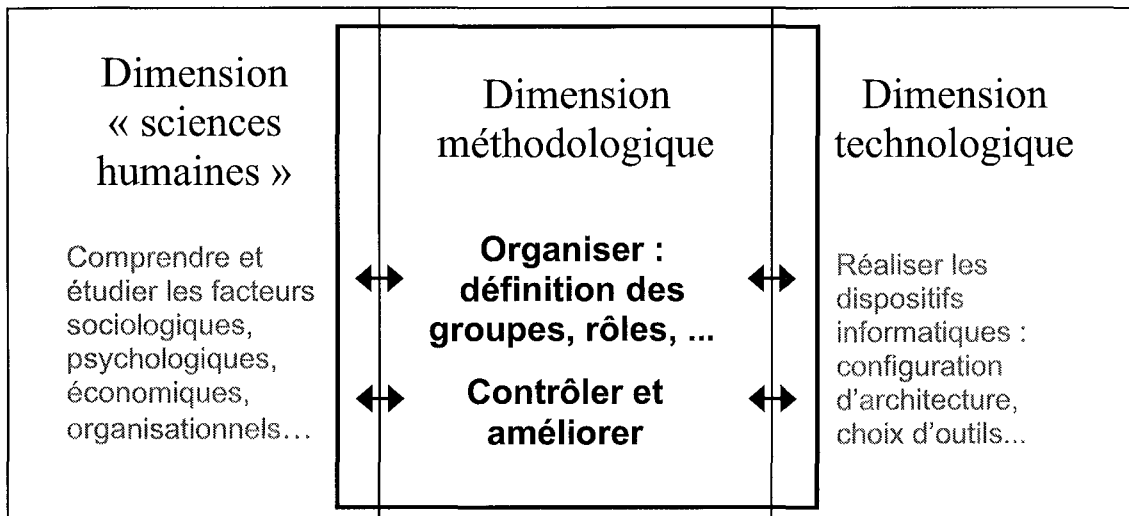 Dimension
« sciences
humaines »
Comprendre et
étudier les facteurs
sociologiques,
psychologiques,
économiques,
organisationnels...
Dimension
méthodologique
Organiser :
définition des
groupes, rôles, ...
Contrôler et
améliorer
Dimension
technologique
Réaliser les
dispositifs
informatiques :
configuration
d'architecture,
choix d'outils...